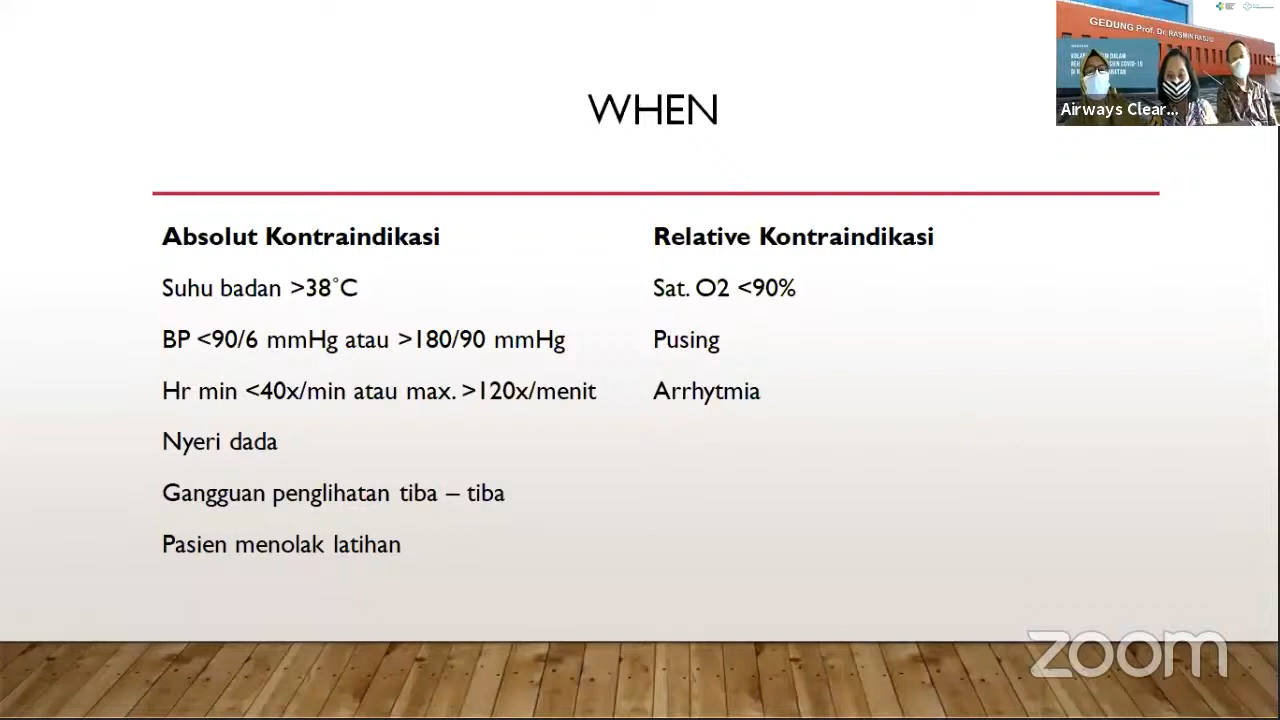 WHEN
Absolut Kontraindikasi
Suhu badan >38˚C
BP <90/6 mmHg atau >180/90 mmHg
Hr min <40x/min atau max. >120x/menit
Nyeri dada
Gangguan penglihatan tiba – tiba
Pasien menolak latihan
Relative Kontraindikasi
Sat. O2 <90%
Pusing
Arrhytmia
GEDUNG Prof. Dr. RASMIN RASJID
Airways Clear...
zoom